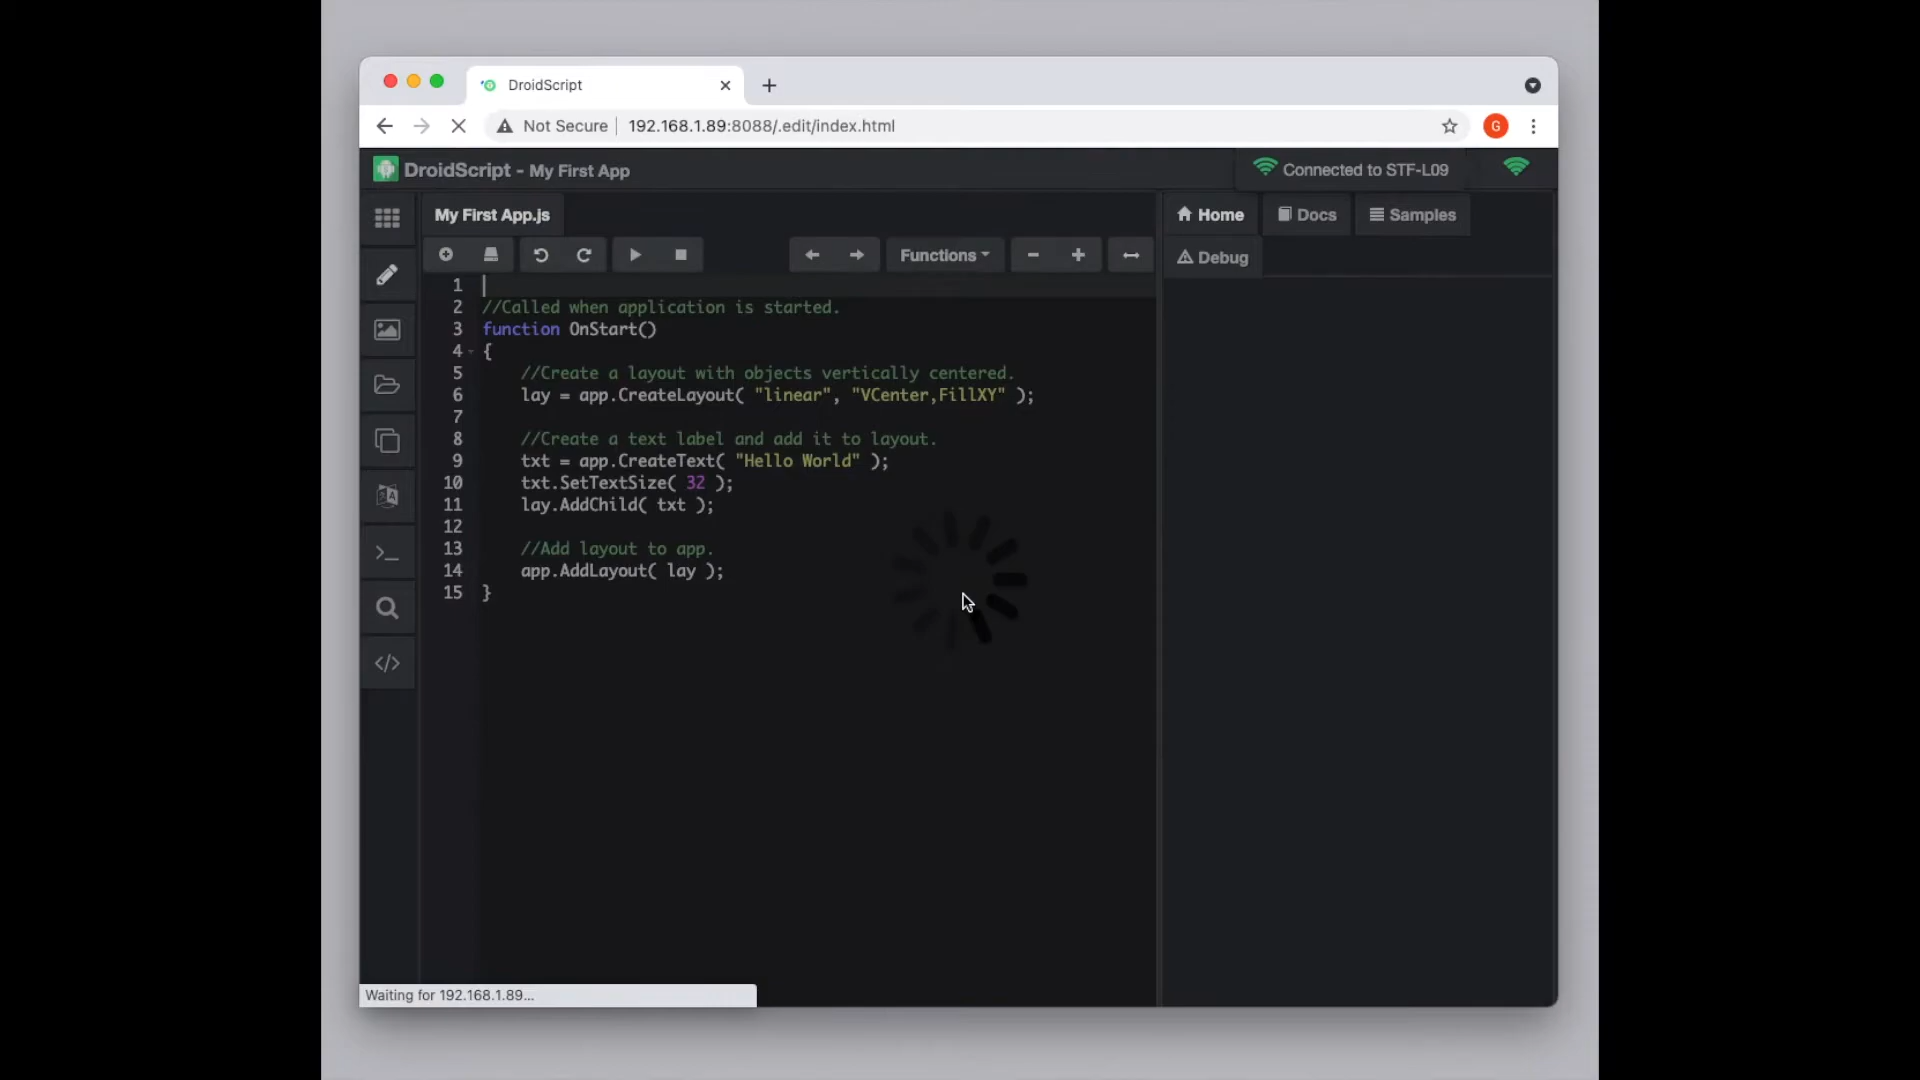 DroidScript
Not Secure 192.168.1.89:8088/.edit/index.html
G
DroidScript - My First App
Connected to STF-L09
My First App.js
Home
Docs
Samples
Functions
Debug
1
2 //Called when application is started.
3 function OnStart()
4 {
5 //Create a layout with objects vertically centered.
6 lay = app.CreateLayout( "linear", "VCenter,FillXY" );
7
8 //Create a text label and add it to layout.
9 txt = app.CreateText( "Hello World" );
10 txt.SetTextSize( 32 );
11 lay.AddChild( txt );
12
13 //Add layout to app.
14 app.AddLayout( lay );
15 }
Waiting for 192.168.1.89...